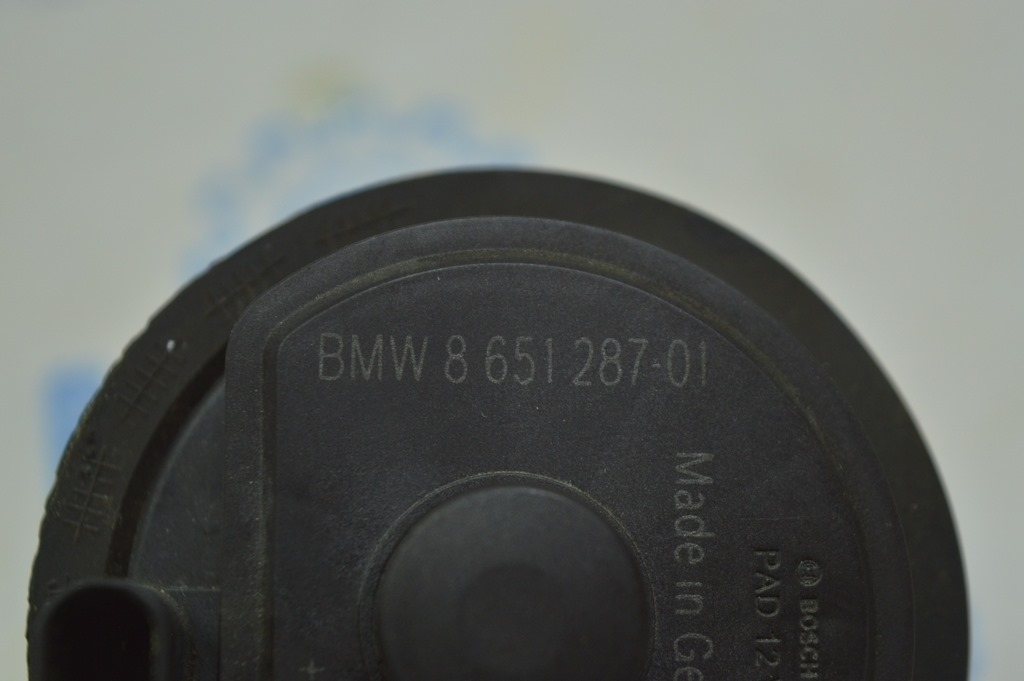 BMW 8 651 287-01
Made in Ge
BOSCH
PAD 12